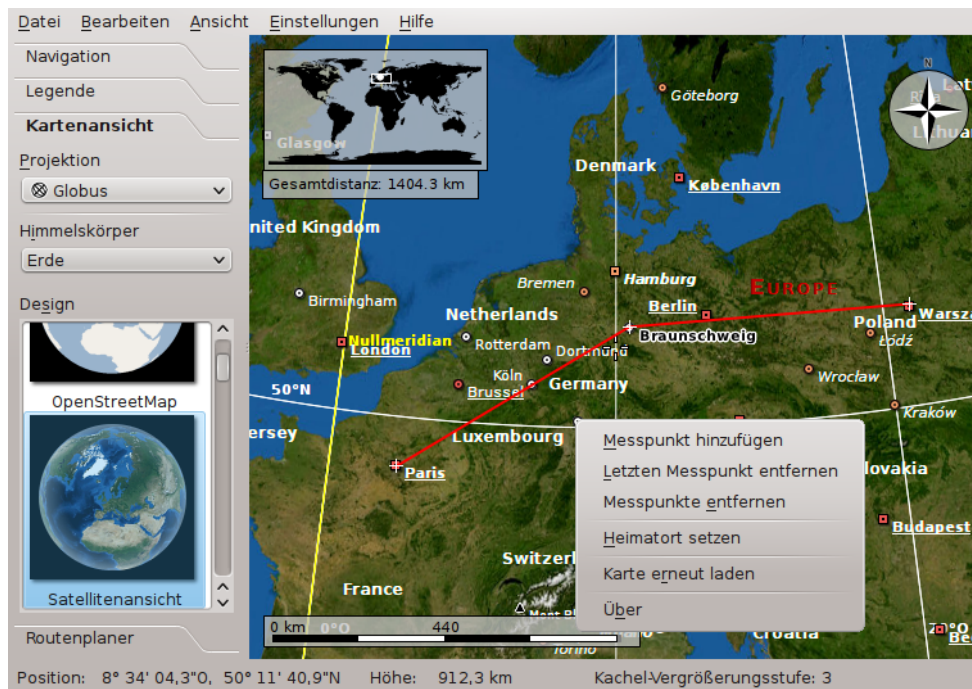 Datei Bearbeiten Ansicht Einstellungen Hilfe
Navigation
Legende
Kartenansicht
Projektion
Globus
Himmelskörper
Erde
Design
OpenStreetMap
Satellitenansicht
Routenplaner
Gesamtdistanz: 1404.3 km
N
Glasgow
Göteborg
Denmark
København
nited Kingdom
Birmingham
Bremen
Hamburg
EUROPE
Netherlands
Berlin
Poland
Warsza
Nullmeridian
London
Rotterdam
Dortmund
Braunschweig
Łódź
Köln
Brussel
Germany
Wrocław
50°N
Kraków
ersey
Luxembourg
Paris
lovakia
Budapest
Switzerl
France
Mont Bl
Croatia
Torino
Messpunkt hinzufügen
Letzten Messpunkt entfernen
Messpunkte entfernen
Heimatort setzen
Karte erneut laden
Über
0 km 440
0°O
Position: 8° 34' 04,3"O, 50° 11' 40,9"N Höhe: 912,3 km Kachel-Vergrößerungsstufe: 3